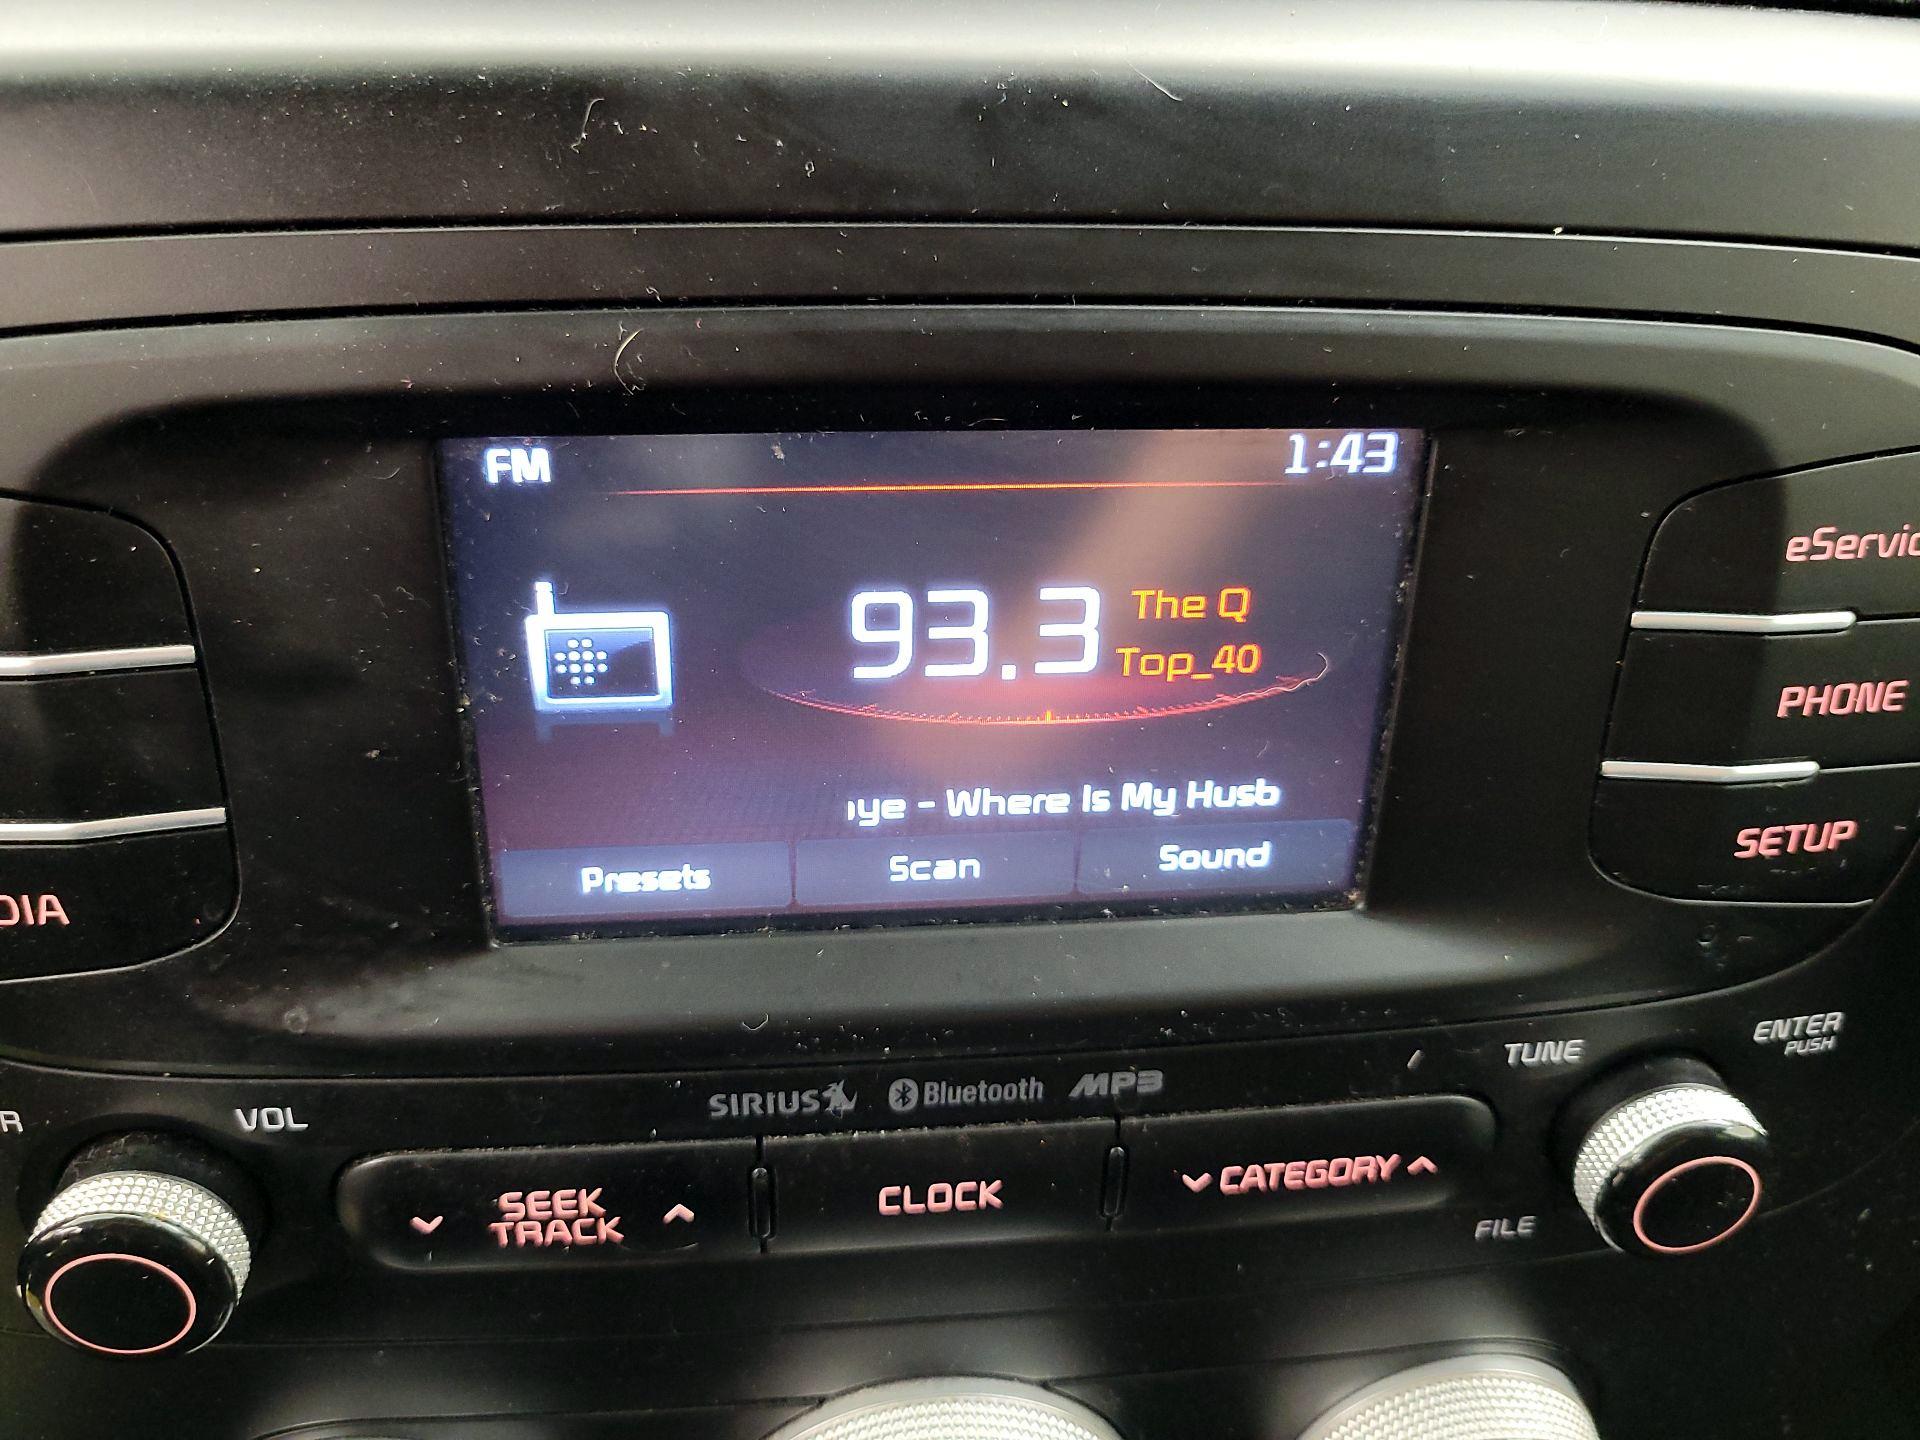 FM 1:43
93.3 The Q
Top_40
ye - Where Is My Husb
Presets Scan Sound
eServic
PHONE
SETUP
DIA
SIRIUS Bluetooth MP3
TUNE ENTER
PUSH
R VOL
SEEK
TRACK
CLOCK
CATEGORY
FILE